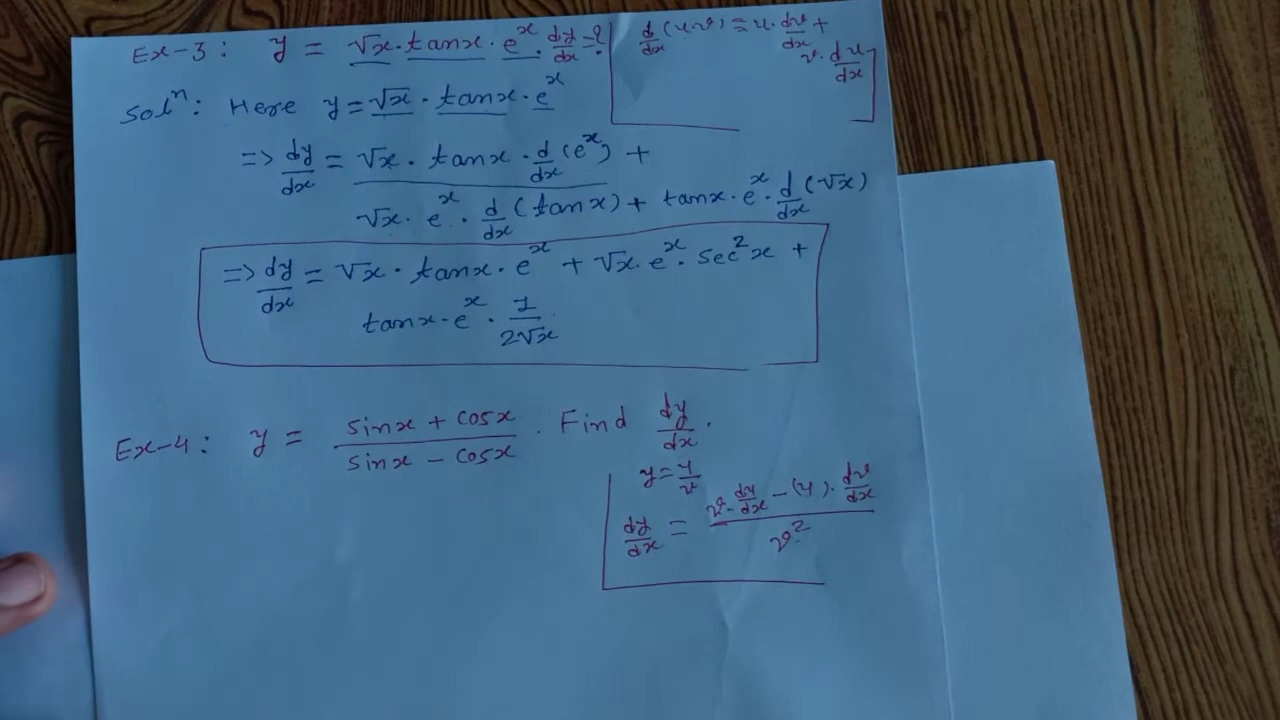 Ex-3: y = √x · tanx · e^x · dy/dx = ?
d/dx (u·v) = u · dv/dx +
v · du/dx
Solⁿ: Here y = √x · tanx · e^x
=> dy/dx = √x · tanx · d/dx (e^x) +
√x · e^x · d/dx (tanx) + tanx · e^x · d/dx (√x)
=> dy/dx = √x · tanx · e^x + √x · e^x · sec²x +
tanx · e^x · 1/2√x
Ex-4: y = (sinx + cosx)/(sinx − cosx) . Find dy/dx.
y = u/v
dy/dx = (v · du/dx − (u) · dv/dx)/v²